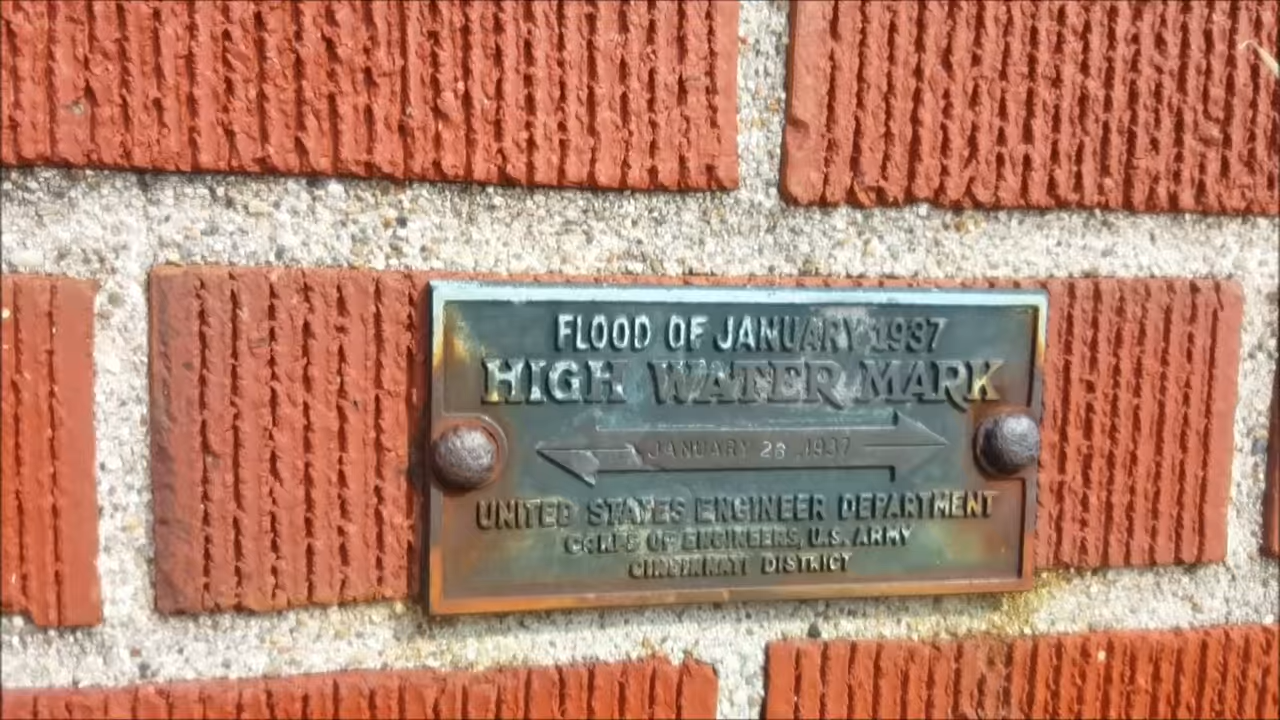 FLOOD OF JANUARY 1937
HIGH WATER MARK
JANUARY 28 1937
UNITED STATES ENGINEER DEPARTMENT
CORPS OF ENGINEERS, U.S. ARMY
CINCINNATI DISTRICT